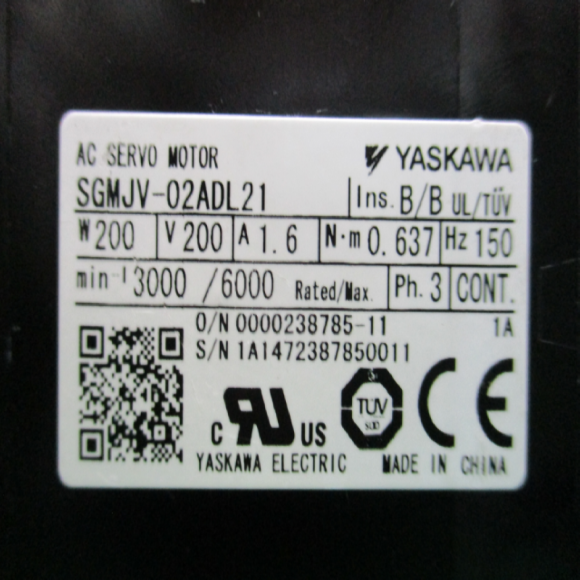 AC SERVO MOTOR YASKAWA
SGMJV-02ADL21 Ins. B/B UL/TÜV
W 200 V 200 A 1.6 N·m 0.637 Hz 150
min⁻¹ 3000 /6000 Rated/Max. Ph. 3 CONT.
O/N 0000238785-11 1A
S/N 1A1472387850011
c RU US TÜV SÜD CE
YASKAWA ELECTRIC MADE IN CHINA